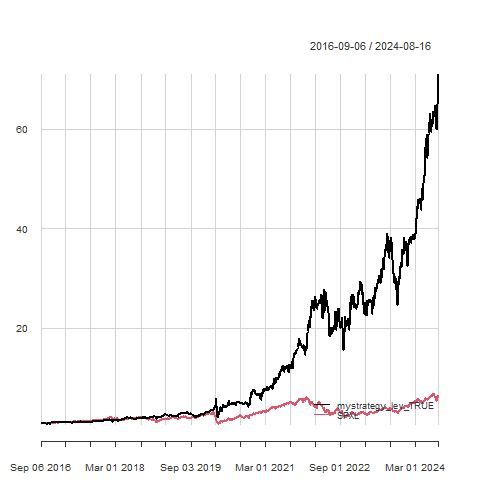 2016-09-06 / 2024-08-16
60
40
20
mystrategy_lev_TRUE
SPXL
Sep 06 2016 Mar 01 2018 Sep 03 2019 Mar 01 2021 Sep 01 2022 Mar 01 2024